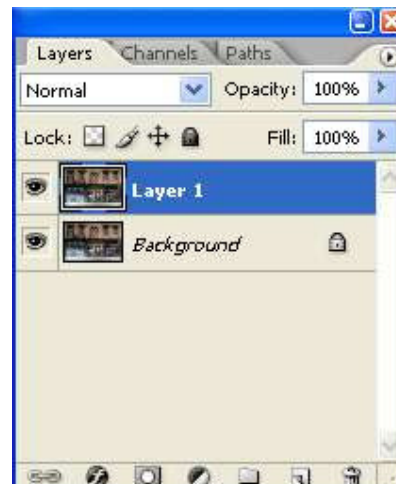 Layers Channels Paths
Normal Opacity: 100%
Lock: Fill: 100%
Layer 1
Background